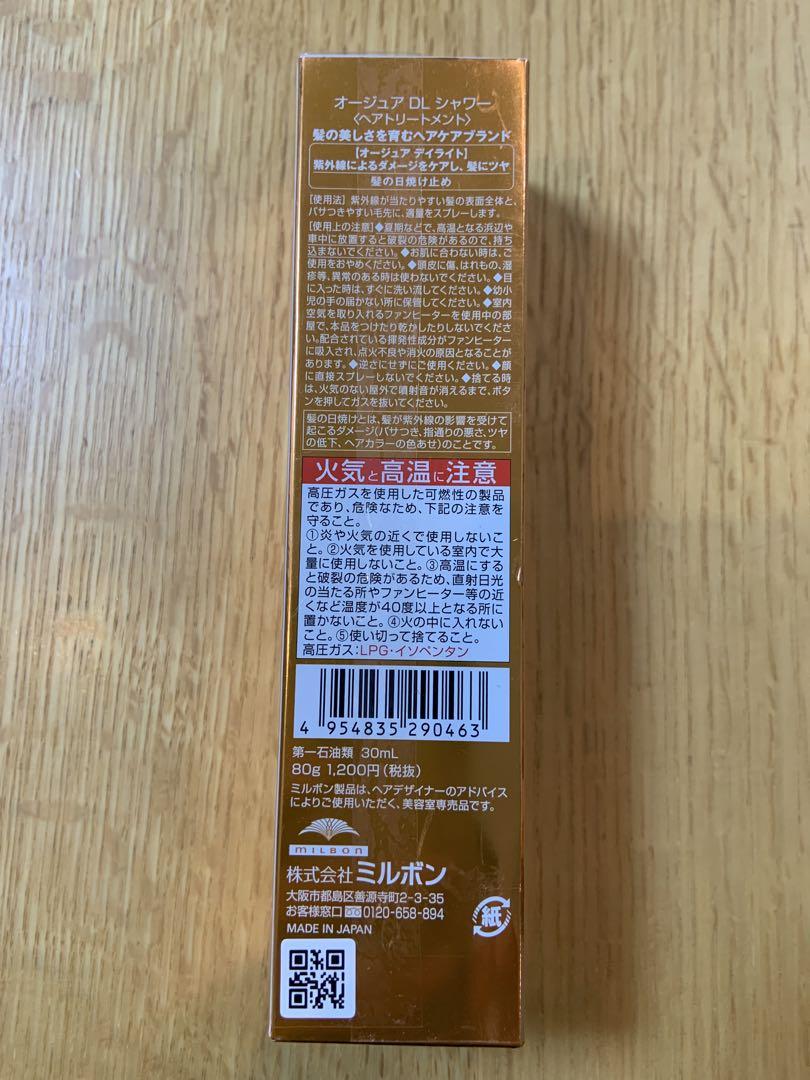 オージュア DL シャワー
〈ヘアトリートメント〉
髪の美しさを育むヘアケアブランド
【オージュア デイライト】
紫外線によるダメージをケアし、髪にツヤ
髪の日焼け止め
[使用法] 紫外線が当たりやすい髪の表面全体と、
パサつきやすい毛先に、適量をスプレーします。
[使用上の注意]◆夏期などで、高温となる浜辺や
車中に放置すると破裂の危険があるので、持ち
込まないでください。◆お肌に合わない時は、ご
使用をおやめください。◆頭皮に傷、はれもの、湿
疹等、異常のある時は使わないでください。◆目
に入った時は、すぐに洗い流してください。◆幼小
児の手の届かない所に保管してください。◆室内
空気を取り入れるファンヒーターを使用中の部
屋で、本品をつけたり乾かしたりしないでくださ
い。配合されている揮発性成分がファンヒーター
に吸入され、点火不良や消火の原因となることが
あります。◆逆さにせずにご使用ください。◆顔
に直接スプレーしないでください。◆捨てる時
は、火気のない屋外で噴射音が消えるまで、ボタ
ンを押してガスを抜いてください。
髪の日焼けとは、髪が紫外線の影響を受けて
起こるダメージ(パサつき、指通りの悪さ、ツヤ
の低下、ヘアカラーの色あせ)のことです。
火気と高温に注意
高圧ガスを使用した可燃性の製品
であり、危険なため、下記の注意を
守ること。
①炎や火気の近くで使用しないこ
と。②火気を使用している室内で大
量に使用しないこと。③高温にする
と破裂の危険があるため、直射日光
の当たる所やファンヒーター等の近
くなど温度が40度以上となる所に
置かないこと。④火の中に入れない
こと。⑤使い切って捨てること。
高圧ガス:LPG・イソペンタン
4 954835 290463
第一石油類 30mL
80g 1,200円(税抜)
ミルボン製品は、ヘアデザイナーのアドバイス
によりご使用いただく、美容室専売品です。
MILBON
株式会社ミルボン
大阪市都島区善源寺町2-3-35
お客様窓口 0120-658-894
MADE IN JAPAN
紙